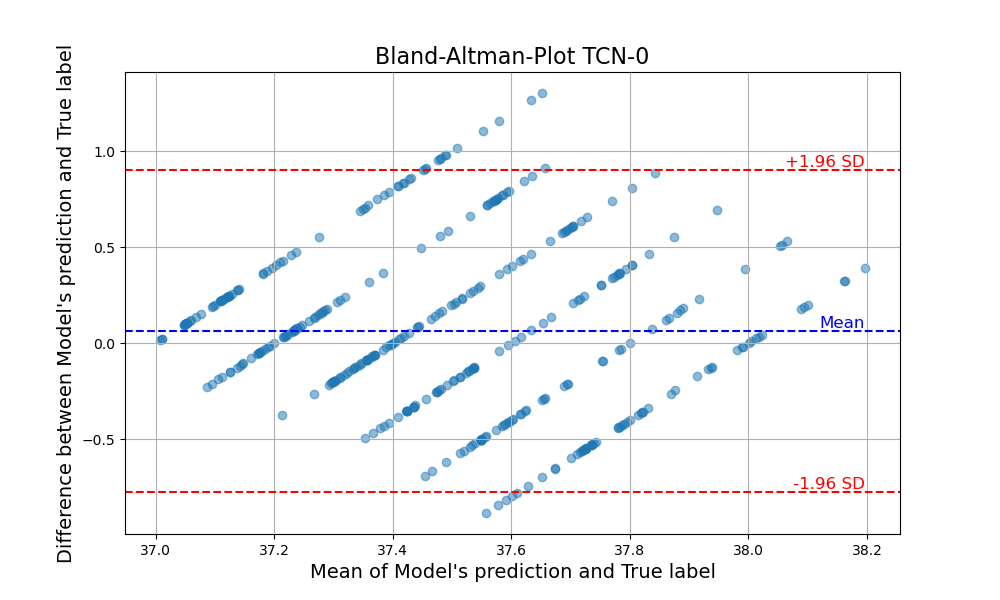 Bland-Altman-Plot TCN-0
Difference between Model's prediction and True label
1.0
0.5
0.0
−0.5
+1.96 SD
Mean
-1.96 SD
37.0 37.2 37.4 37.6 37.8 38.0 38.2
Mean of Model's prediction and True label